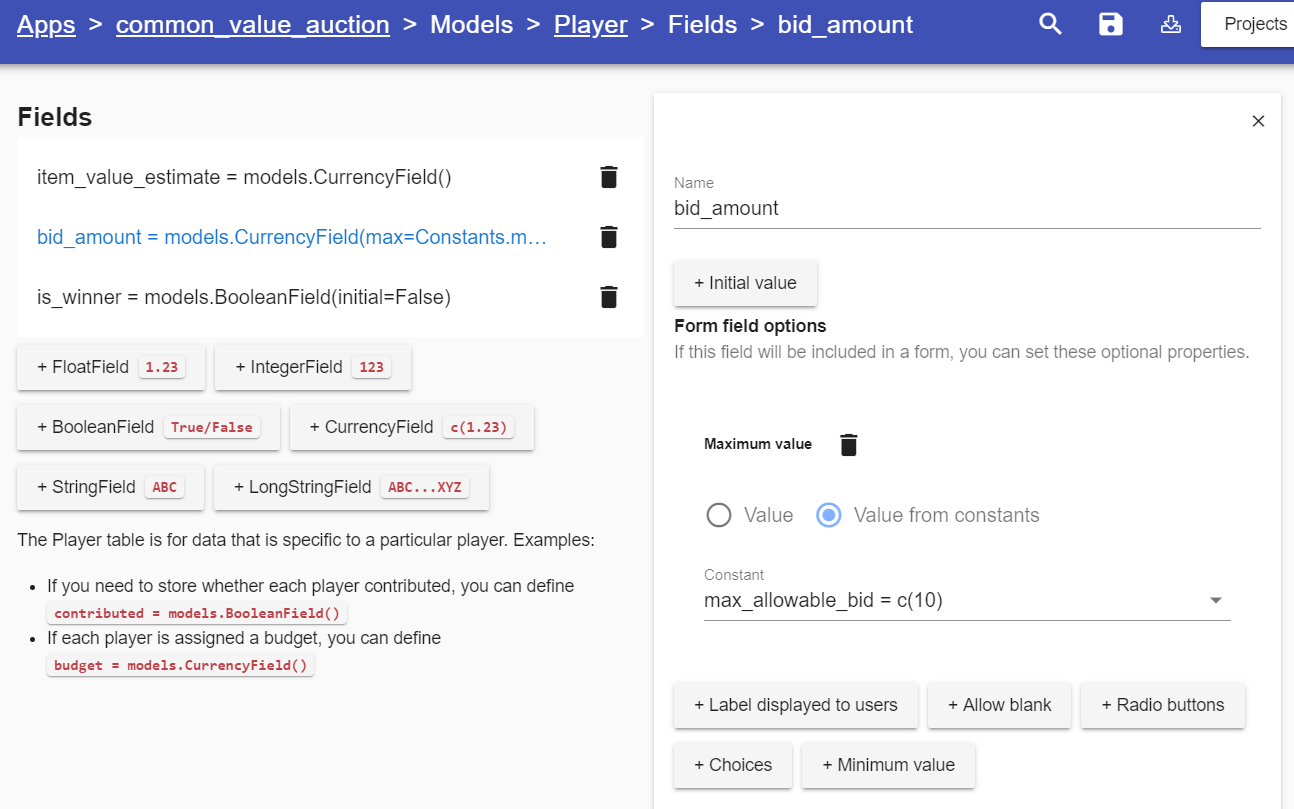 Apps > common_value_auction > Models > Player > Fields > bid_amount
Projects
Fields
item_value_estimate = models.CurrencyField()
bid_amount = models.CurrencyField(max=Constants.m...
is_winner = models.BooleanField(initial=False)
+ FloatField 1.23 + IntegerField 123
+ BooleanField True/False + CurrencyField c(1.23)
+ StringField ABC + LongStringField ABC...XYZ
The Player table is for data that is specific to a particular player. Examples:
• If you need to store whether each player contributed, you can define
contributed = models.BooleanField()
• If each player is assigned a budget, you can define
budget = models.CurrencyField()
Name
bid_amount
+ Initial value
Form field options
If this field will be included in a form, you can set these optional properties.
Maximum value
Value Value from constants
Constant
max_allowable_bid = c(10)
+ Label displayed to users + Allow blank + Radio buttons
+ Choices + Minimum value